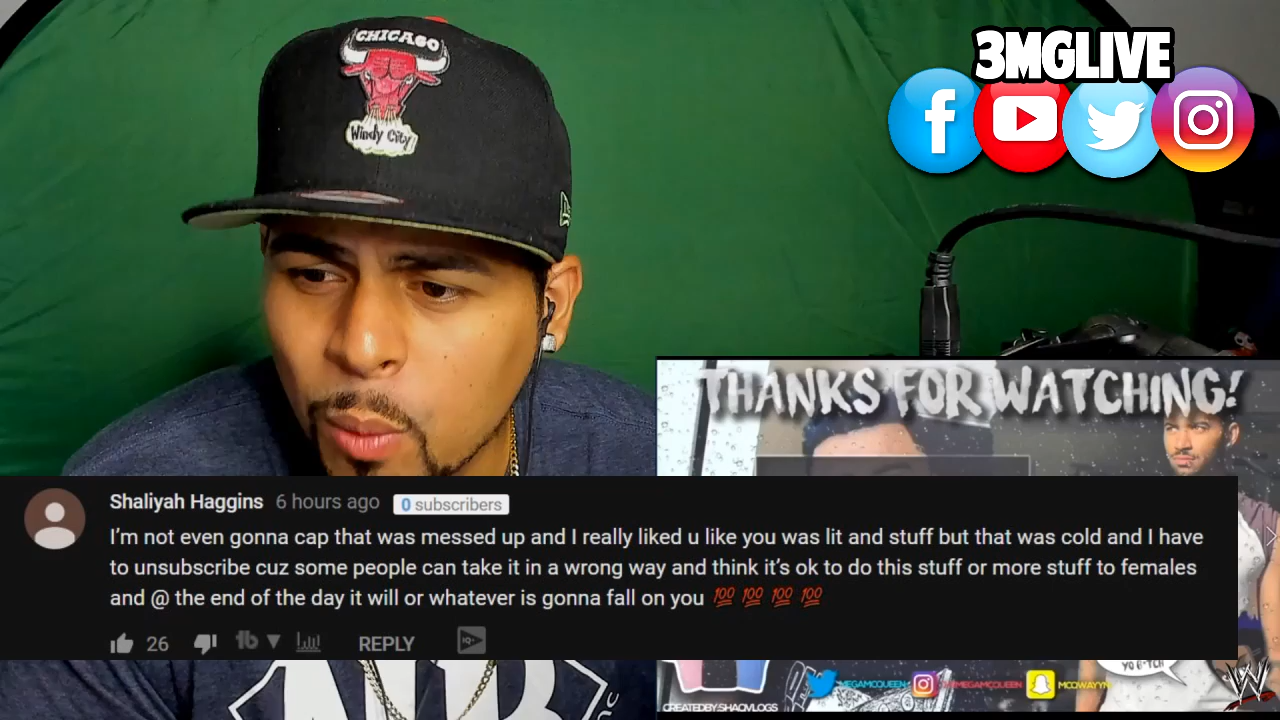 3MGLIVE
CHICAGO
Windy City
THANKS FOR WATCHING!
Shaliyah Haggins 6 hours ago 0 subscribers
I'm not even gonna cap that was messed up and I really liked u like you was lit and stuff but that was cold and I have
to unsubscribe cuz some people can take it in a wrong way and think it's ok to do this stuff or more stuff to females
and @ the end of the day it will or whatever is gonna fall on you 💯 💯 💯 💯
26 REPLY
CREATEDBY:SHAQVLOGS